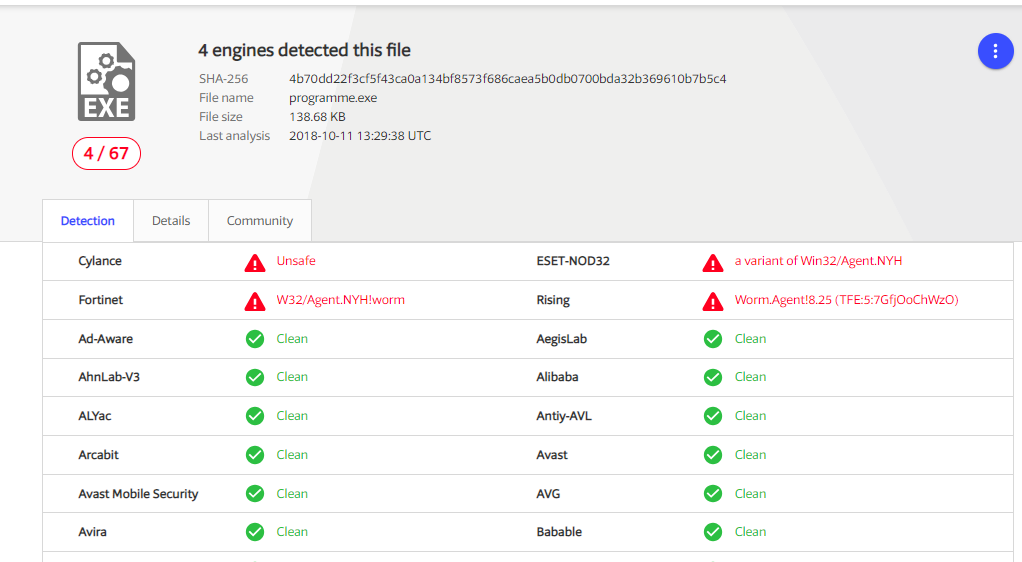 4 engines detected this file
SHA-256 4b70dd22f3cf5f43ca0a134bf8573f686caea5b0db0700bda32b369610b7b5c4
File name programme.exe
File size 138.68 KB
Last analysis 2018-10-11 13:29:38 UTC
EXE
4 / 67
Detection Details Community
Cylance Unsafe ESET-NOD32 a variant of Win32/Agent.NYH
Fortinet W32/Agent.NYH!worm Rising Worm.Agent!8.25 (TFE:5:7GfjOoChWzO)
Ad-Aware Clean AegisLab Clean
AhnLab-V3 Clean Alibaba Clean
ALYac Clean Antiy-AVL Clean
Arcabit Clean Avast Clean
Avast Mobile Security Clean AVG Clean
Avira Clean Babable Clean